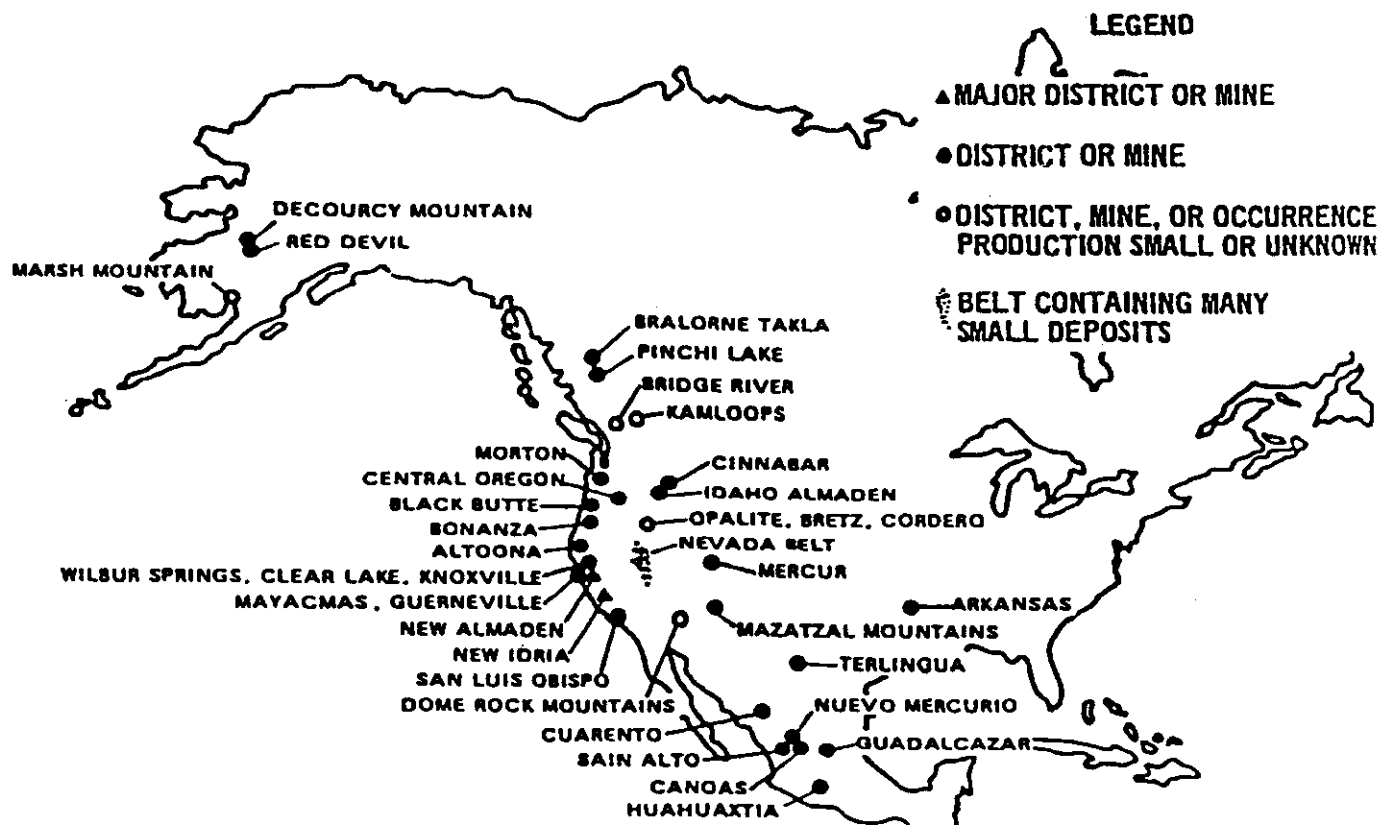 LEGEND
MAJOR DISTRICT OR MINE
DISTRICT OR MINE
DISTRICT, MINE, OR OCCURRENCE
PRODUCTION SMALL OR UNKNOWN
BELT CONTAINING MANY
SMALL DEPOSITS
DECOURCY MOUNTAIN
RED DEVIL
MARSH MOUNTAIN
BRALORNE TAKLA
PINCHI LAKE
BRIDGE RIVER
KAMLOOPS
MORTON
CENTRAL OREGON
BLACK BUTTE
BONANZA
ALTOONA
WILBUR SPRINGS, CLEAR LAKE, KNOXVILLE
MAYACMAS, GUERNEVILLE
NEW ALMADEN
NEW IDRIA
SAN LUIS OBISPO
DOME ROCK MOUNTAINS
CINNABAR
IDAHO ALMADEN
OPALITE, BRETZ, CORDERO
NEVADA BELT
MERCUR
ARKANSAS
MAZATZAL MOUNTAINS
TERLINGUA
NUEVO MERCURIO
CUARENTO
GUADALCAZAR
SAIN ALTO
CANOAS
HUAHUAXTIA